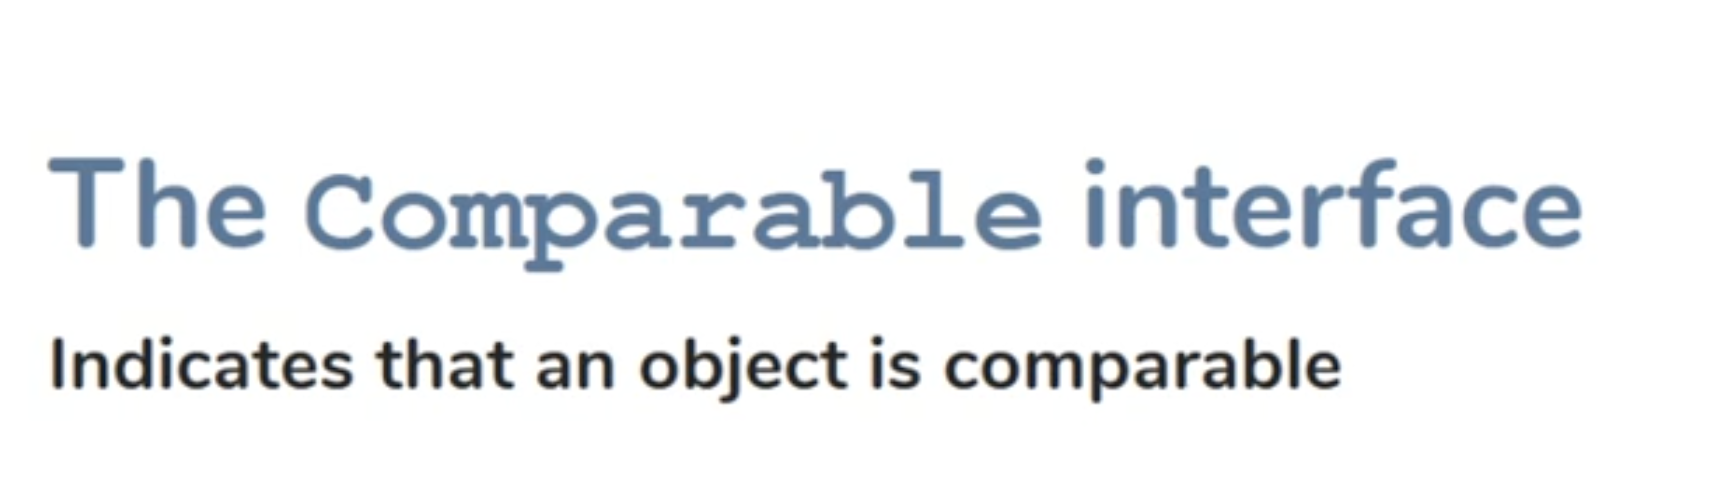 The Comparable interface
Indicates that an object is comparable